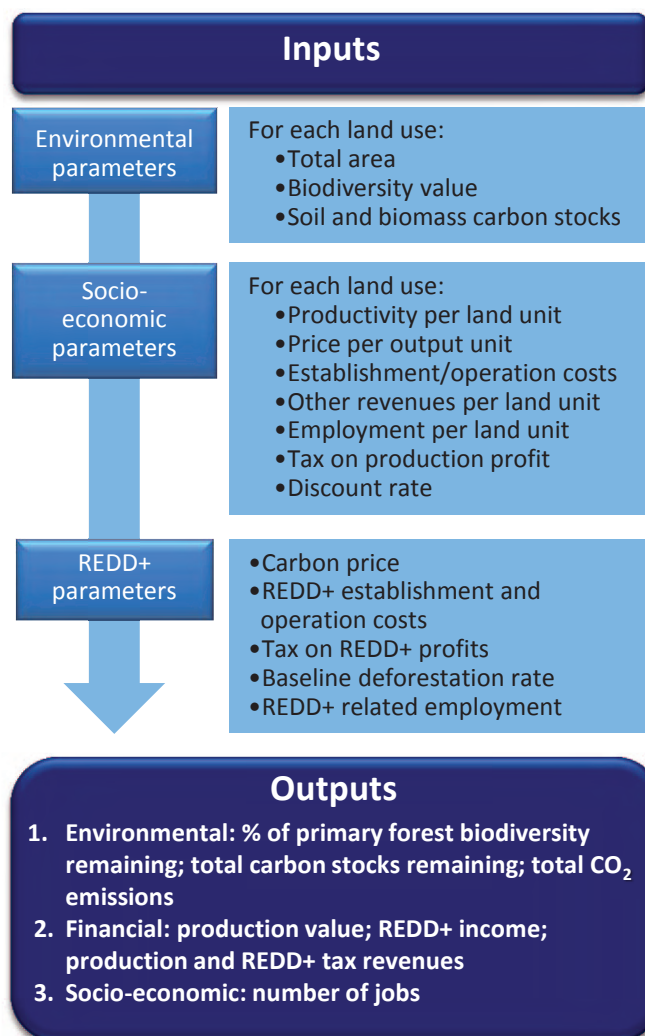 Inputs
Environmental
parameters
For each land use:
•Total area
•Biodiversity value
•Soil and biomass carbon stocks
Socio-
economic
parameters
For each land use:
•Productivity per land unit
•Price per output unit
•Establishment/operation costs
•Other revenues per land unit
•Employment per land unit
•Tax on production profit
•Discount rate
REDD+
parameters
•Carbon price
•REDD+ establishment and
operation costs
•Tax on REDD+ profits
•Baseline deforestation rate
•REDD+ related employment
Outputs
1. Environmental: % of primary forest biodiversity
remaining; total carbon stocks remaining; total CO₂
emissions
2. Financial: production value; REDD+ income;
production and REDD+ tax revenues
3. Socio-economic: number of jobs